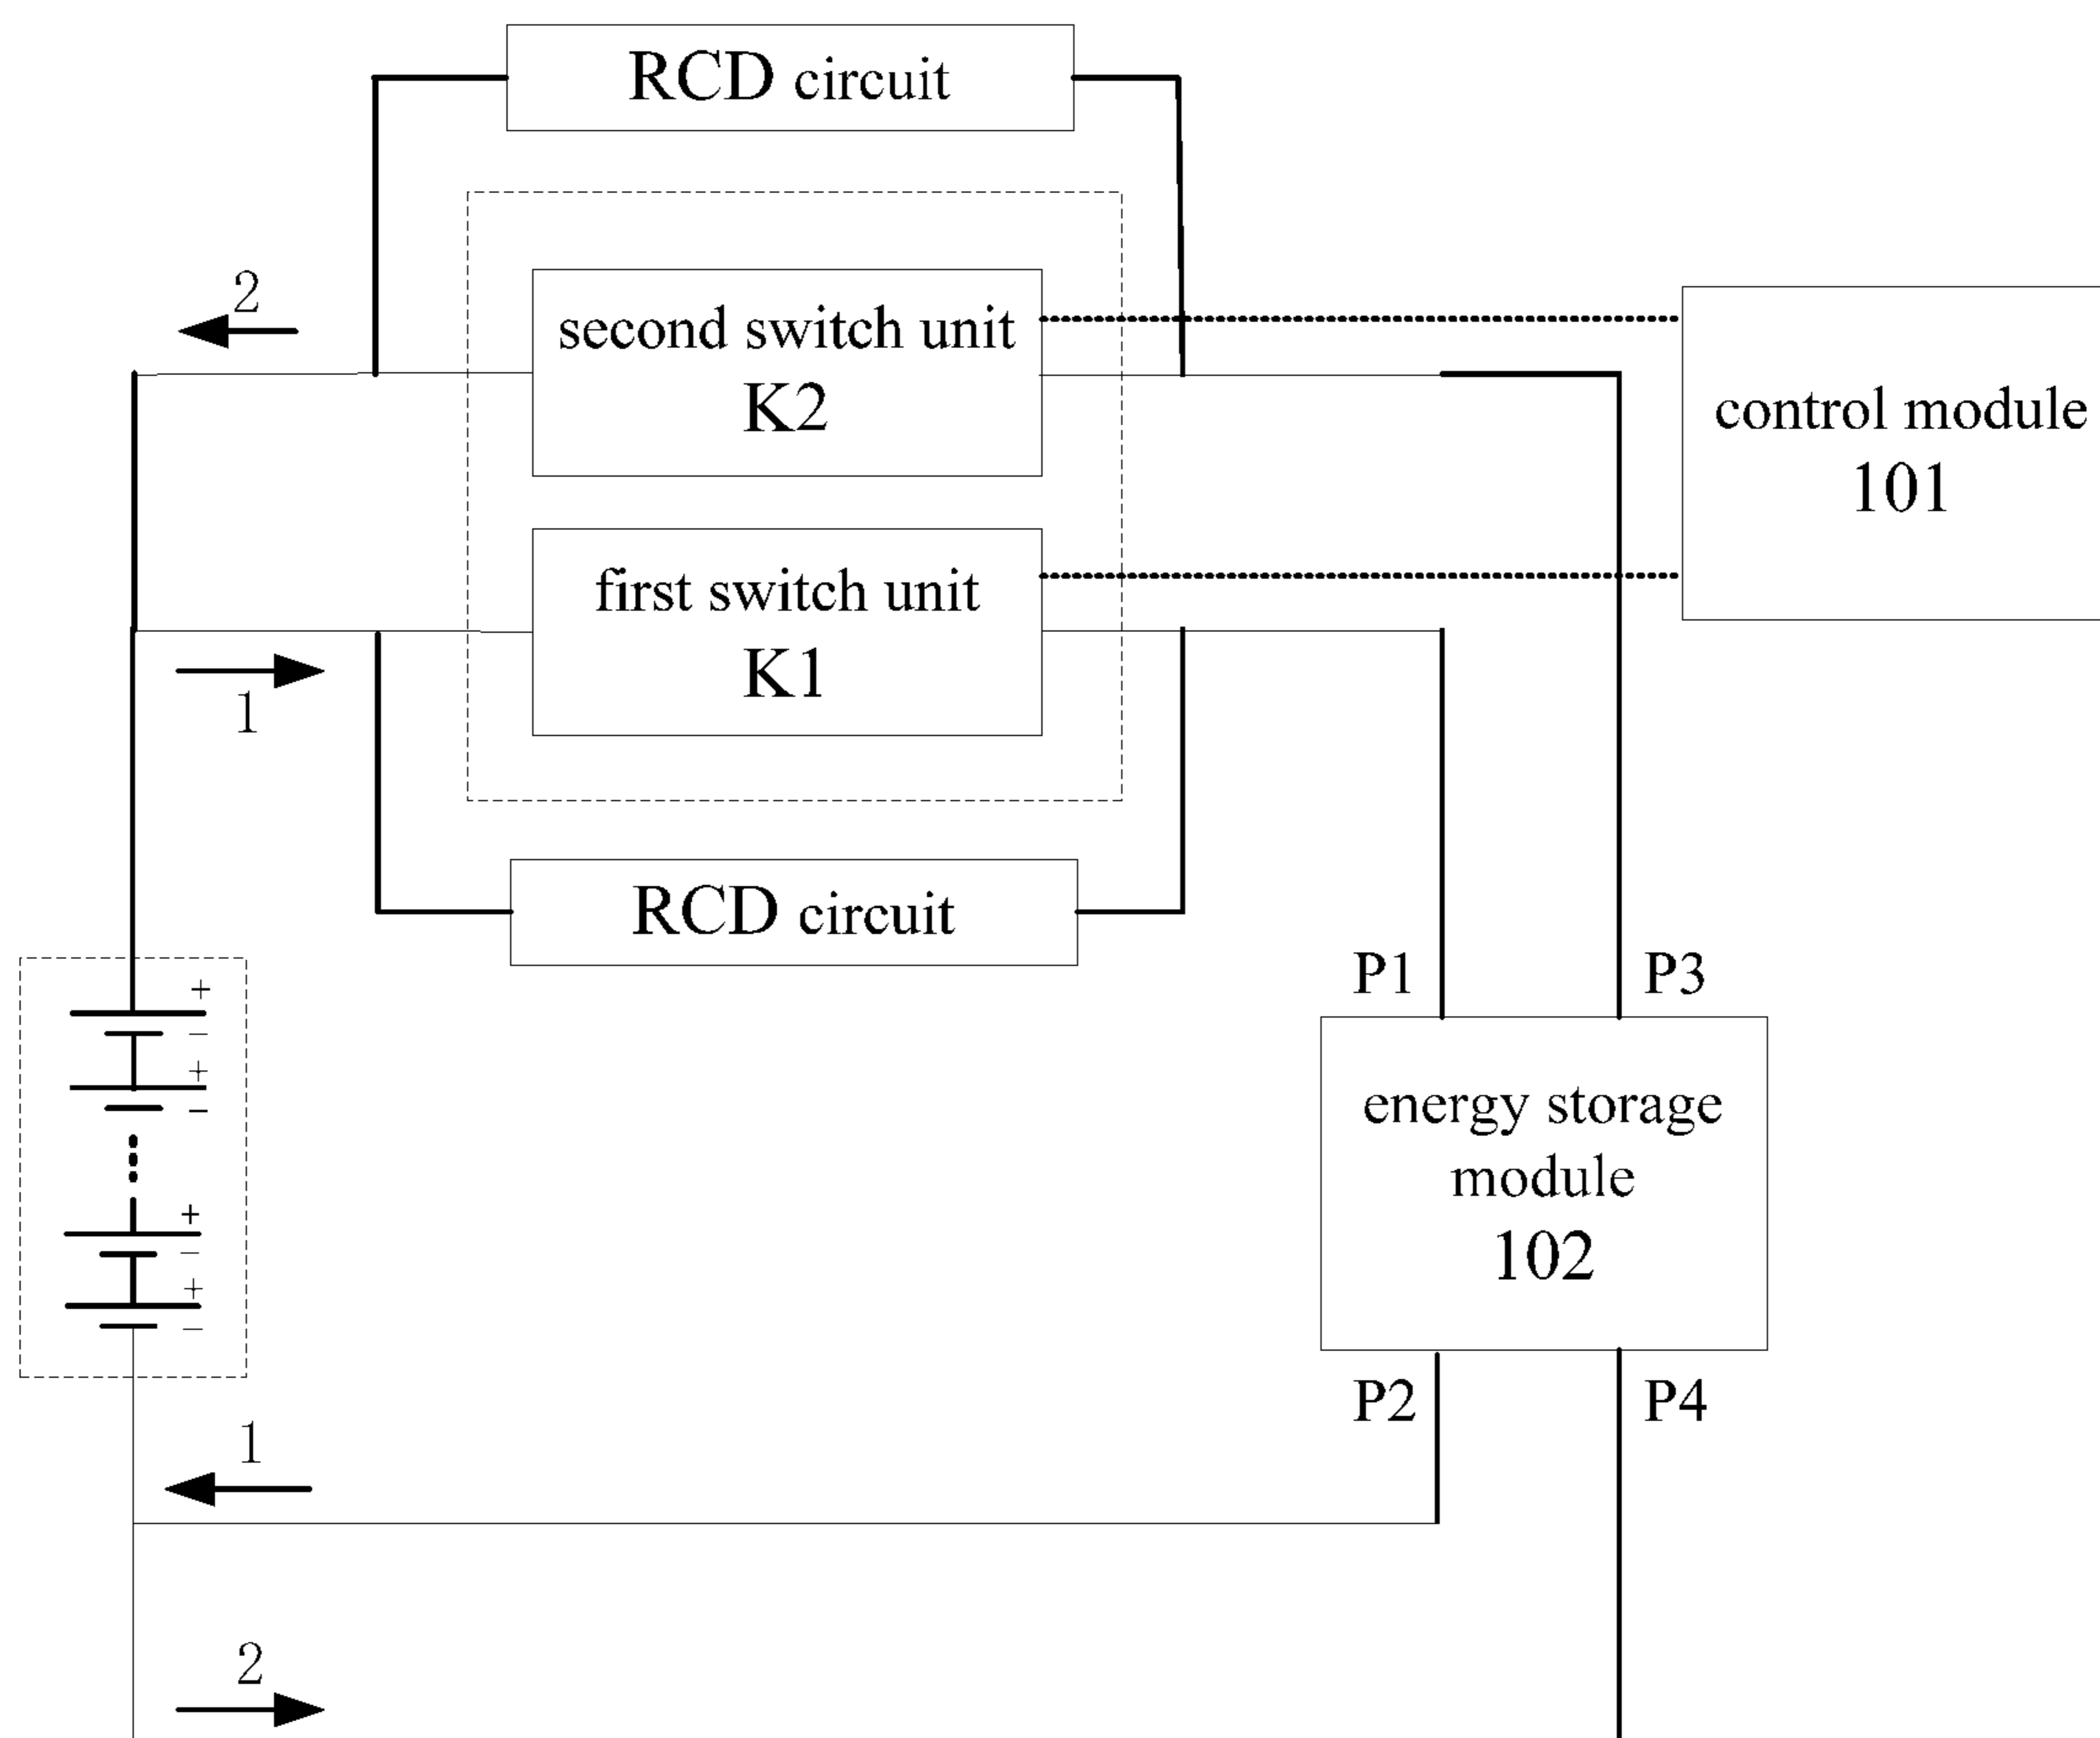 RCD circuit
2
second switch unit
K2
control module
101
first switch unit
K1
1
RCD circuit
P1
P3
+
−
+
−
energy storage
module
102
+
−
+
−
P2
P4
1
2